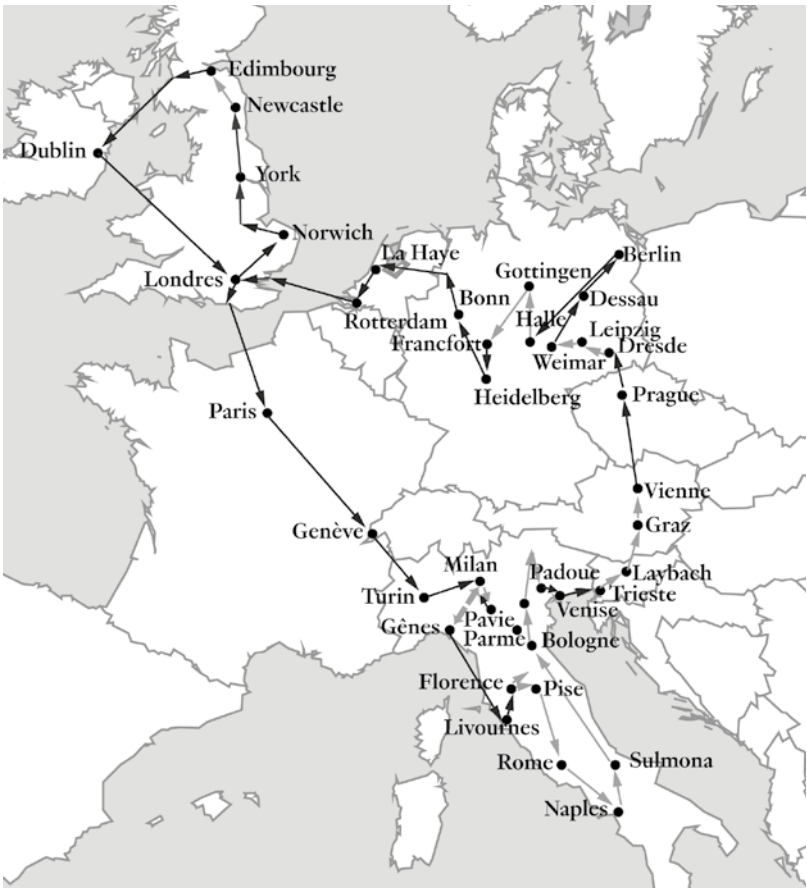 Edimbourg
Newcastle
Dublin
York
Norwich
La Haye
Berlin
Londres
Gottingen
Bonn
Dessau
Rotterdam
Halle
Leipzig
Francfort
Weimar
Dresde
Heidelberg
Prague
Paris
Vienne
Graz
Genève
Milan
Padoue
Laybach
Turin
Venise
Trieste
Pavie
Gênes
Parme
Bologne
Florence
Pise
Livournes
Rome
Sulmona
Naples